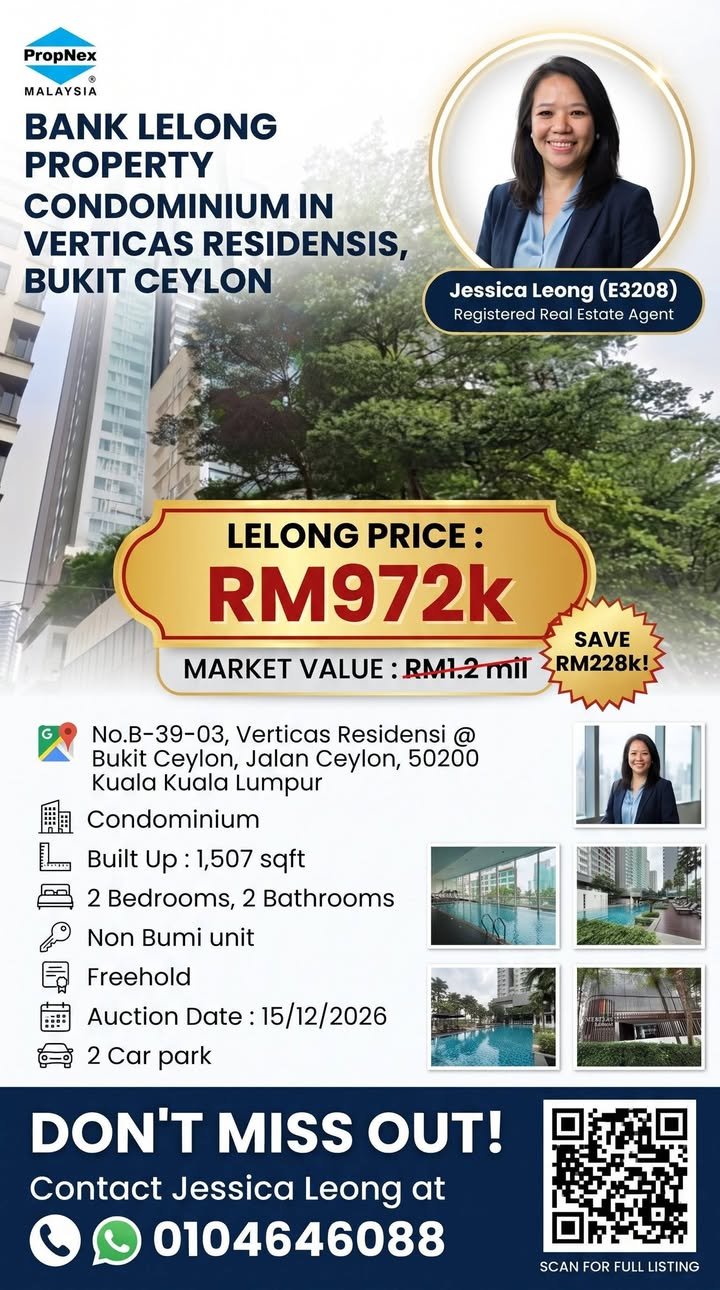 PropNex
®
MALAYSIA
BANK LELONG
PROPERTY
CONDOMINIUM IN
VERTICAS RESIDENSIS,
BUKIT CEYLON
Jessica Leong (E3208)
Registered Real Estate Agent
LELONG PRICE :
RM972k
MARKET VALUE : RM1.2 mil
SAVE
RM228k!
G
No.B-39-03, Verticas Residensi @
Bukit Ceylon, Jalan Ceylon, 50200
Kuala Kuala Lumpur
Condominium
Built Up : 1,507 sqft
2 Bedrooms, 2 Bathrooms
Non Bumi unit
Freehold
Auction Date : 15/12/2026
2 Car park
DON'T MISS OUT!
Contact Jessica Leong at
0104646088
SCAN FOR FULL LISTING